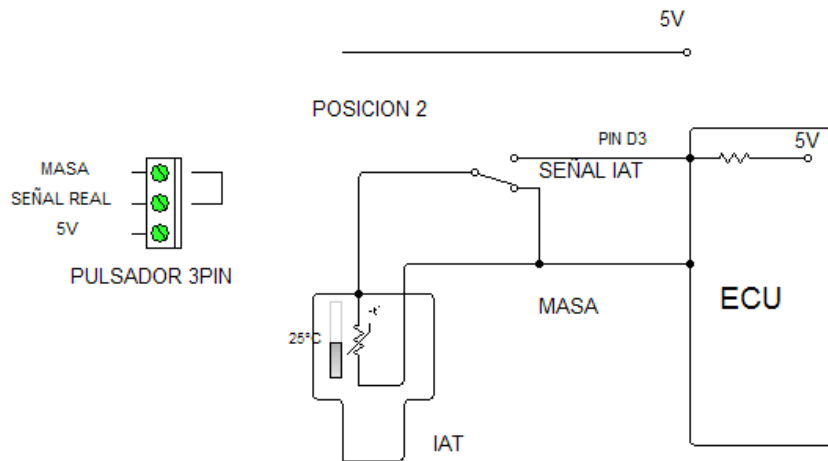 5V
POSICION 2
PIN D3
5V
MASA
SEÑAL IAT
SEÑAL REAL
5V
PULSADOR 3PIN
MASA
ECU
25°C
-t°
IAT